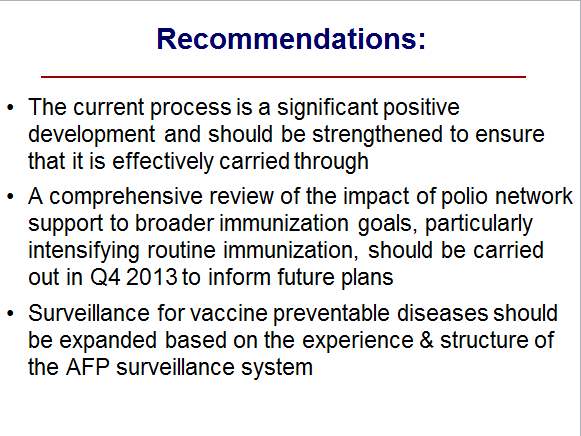 Recommendations:
• The current process is a significant positive
development and should be strengthened to ensure
that it is effectively carried through
• A comprehensive review of the impact of polio network
support to broader immunization goals, particularly
intensifying routine immunization, should be carried
out in Q4 2013 to inform future plans
• Surveillance for vaccine preventable diseases should
be expanded based on the experience & structure of
the AFP surveillance system